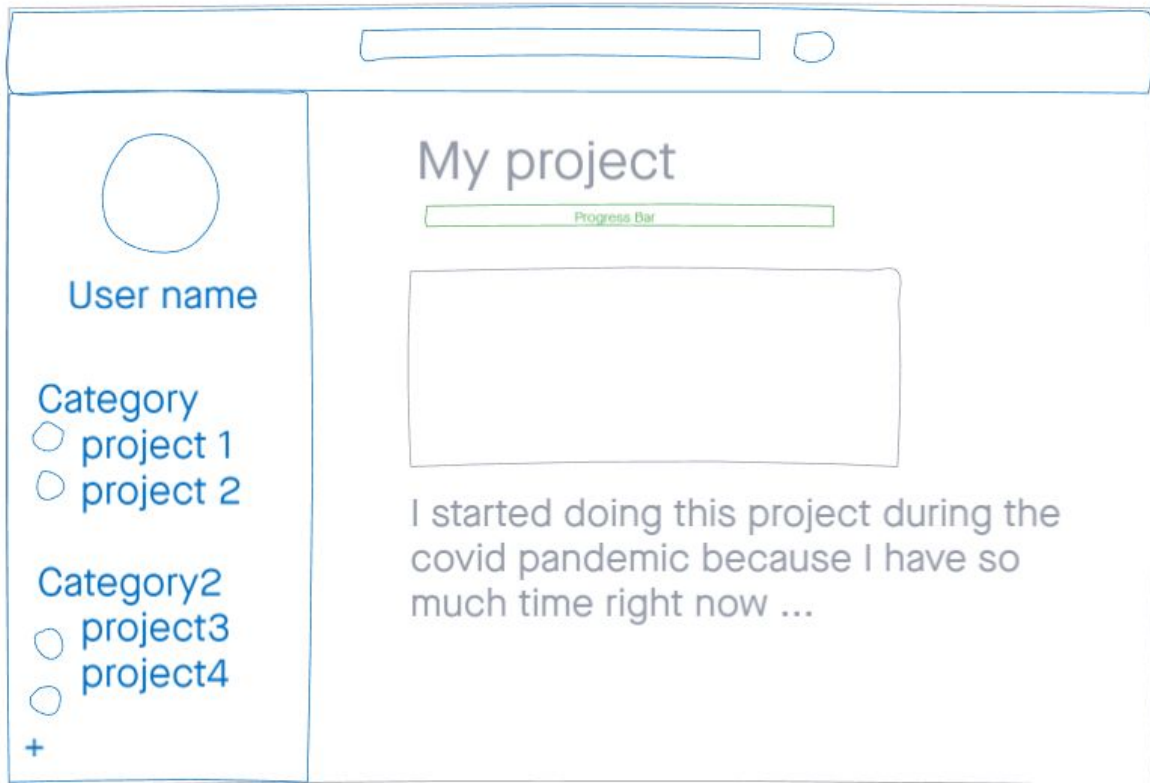 User name
Category
project 1
project 2
Category2
project3
project4
+
My project
Progress Bar
I started doing this project during the
covid pandemic because I have so
much time right now ...